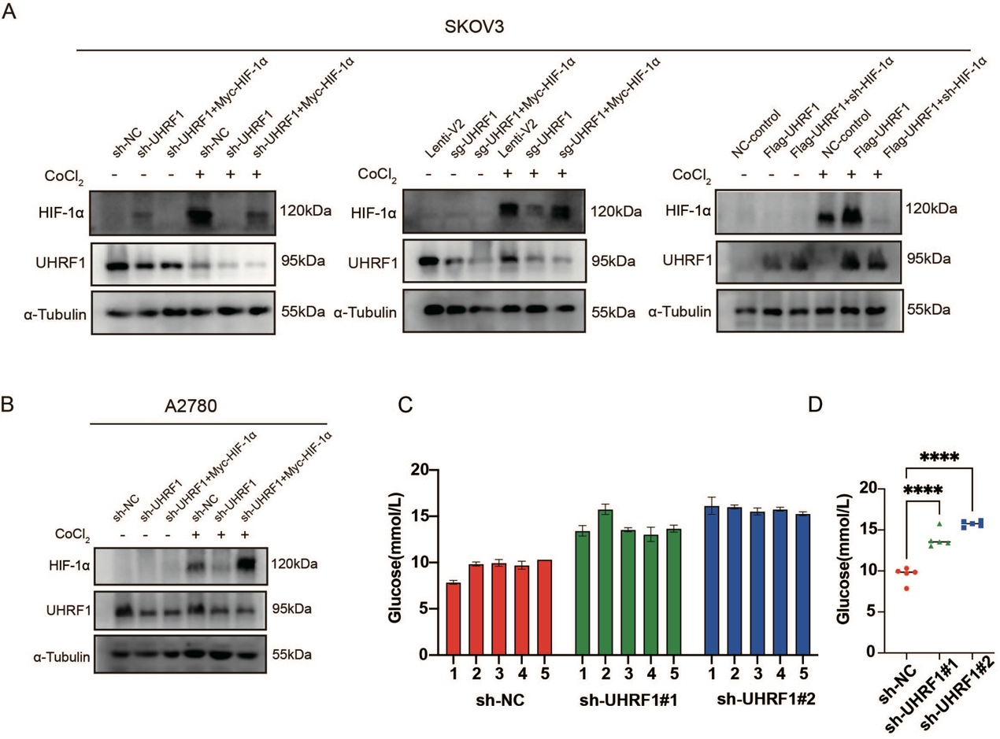 A
SKOV3
sh-NC
sh-UHRF1
sh-UHRF1+Myc-HIF-1α
sh-NC
sh-UHRF1
sh-UHRF1+Myc-HIF-1α
CoCl2 - - - + + +
HIF-1α 120kDa
UHRF1 95kDa
α-Tubulin 55kDa
Lenti-V2
sg-UHRF1
sg-UHRF1+Myc-HIF-1α
Lenti-V2
sg-UHRF1
sg-UHRF1+Myc-HIF-1α
CoCl2 - - - + + +
HIF-1α 120kDa
UHRF1 95kDa
α-Tubulin 55kDa
NC-control
Flag-UHRF1
Flag-UHRF1+sh-HIF-1α
NC-control
Flag-UHRF1
Flag-UHRF1+sh-HIF-1α
CoCl2 - - - + + +
HIF-1α 120kDa
UHRF1 95kDa
α-Tubulin 55kDa
B
A2780
sh-NC
sh-UHRF1
sh-UHRF1+Myc-HIF-1α
sh-NC
sh-UHRF1
sh-UHRF1+Myc-HIF-1α
CoCl2 - - - + + +
HIF-1α 120kDa
UHRF1 95kDa
α-Tubulin 55kDa
C
Glucose(mmol/L)
20
15
10
5
0
1 2 3 4 5 1 2 3 4 5 1 2 3 4 5
sh-NC sh-UHRF1#1 sh-UHRF1#2
D
****
****
Glucose(mmol/L)
20
15
10
5
0
sh-NC
sh-UHRF1#1
sh-UHRF1#2